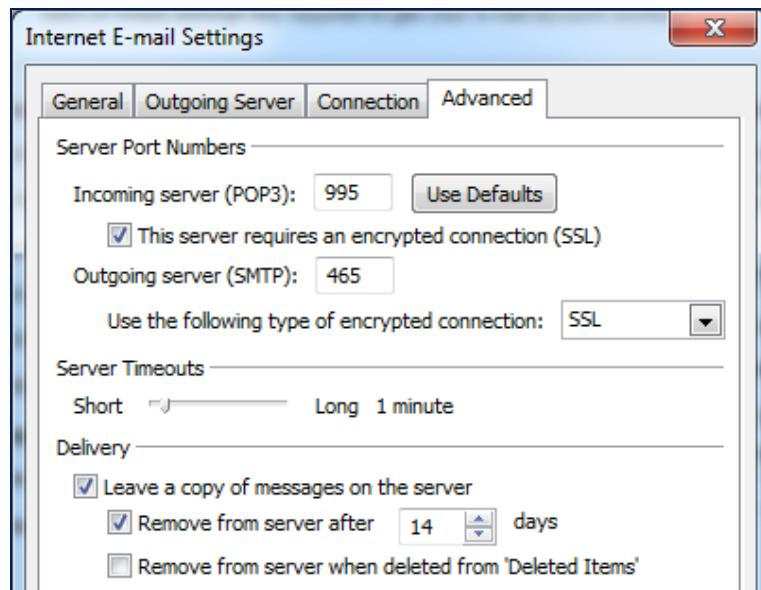 Internet E-mail Settings
X
General Outgoing Server Connection Advanced
Server Port Numbers
Incoming server (POP3): 995 Use Defaults
This server requires an encrypted connection (SSL)
Outgoing server (SMTP): 465
Use the following type of encrypted connection: SSL
Server Timeouts
Short Long 1 minute
Delivery
Leave a copy of messages on the server
Remove from server after 14 days
Remove from server when deleted from 'Deleted Items'